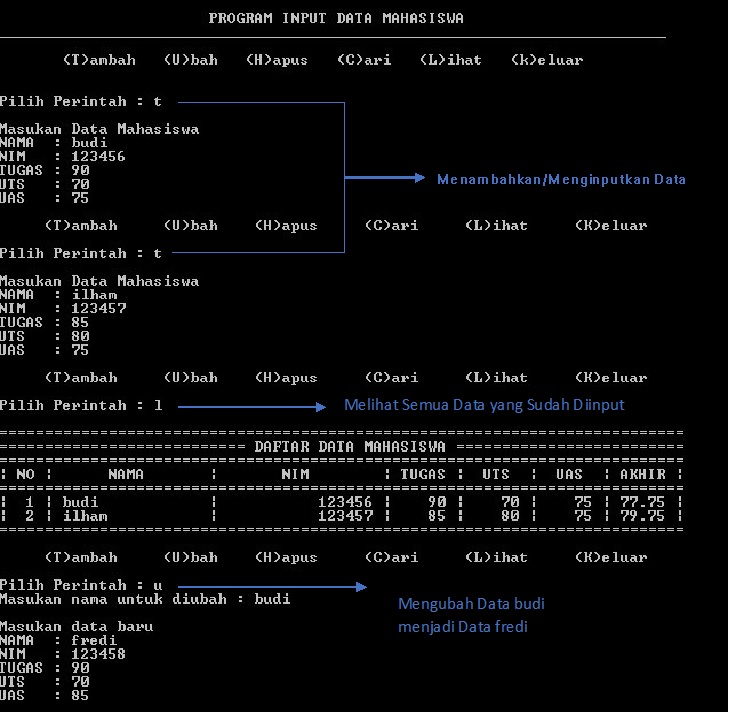 PROGRAM INPUT DATA MAHASISWA
(T)ambah (U)bah (H)apus (C)ari (L)ihat (k)eluar
Pilih Perintah : t
Masukan Data Mahasiswa
NAMA : budi
NIM : 123456
TUGAS : 90
UTS : 70
UAS : 75
Menambahkan/Menginputkan Data
(T)ambah (U)bah (H)apus (C)ari (L)ihat (K)eluar
Pilih Perintah : t
Masukan Data Mahasiswa
NAMA : ilham
NIM : 123457
TUGAS : 85
UTS : 80
UAS : 75
(T)ambah (U)bah (H)apus (C)ari (L)ihat (K)eluar
Pilih Perintah : l
Melihat Semua Data yang Sudah Diinput
=========================== DAFTAR DATA MAHASISWA =========================
| NO | NAMA | NIM | TUGAS | UTS | UAS | AKHIR |
| 1 | budi | 123456 | 90 | 70 | 75 | 77.75 |
| 2 | ilham | 123457 | 85 | 80 | 75 | 79.75 |
(T)ambah (U)bah (H)apus (C)ari (L)ihat (K)eluar
Pilih Perintah : u
Masukan nama untuk diubah : budi
Mengubah Data budi
menjadi Data fredi
Masukan data baru
NAMA : fredi
NIM : 123458
TUGAS : 90
UTS : 70
UAS : 85